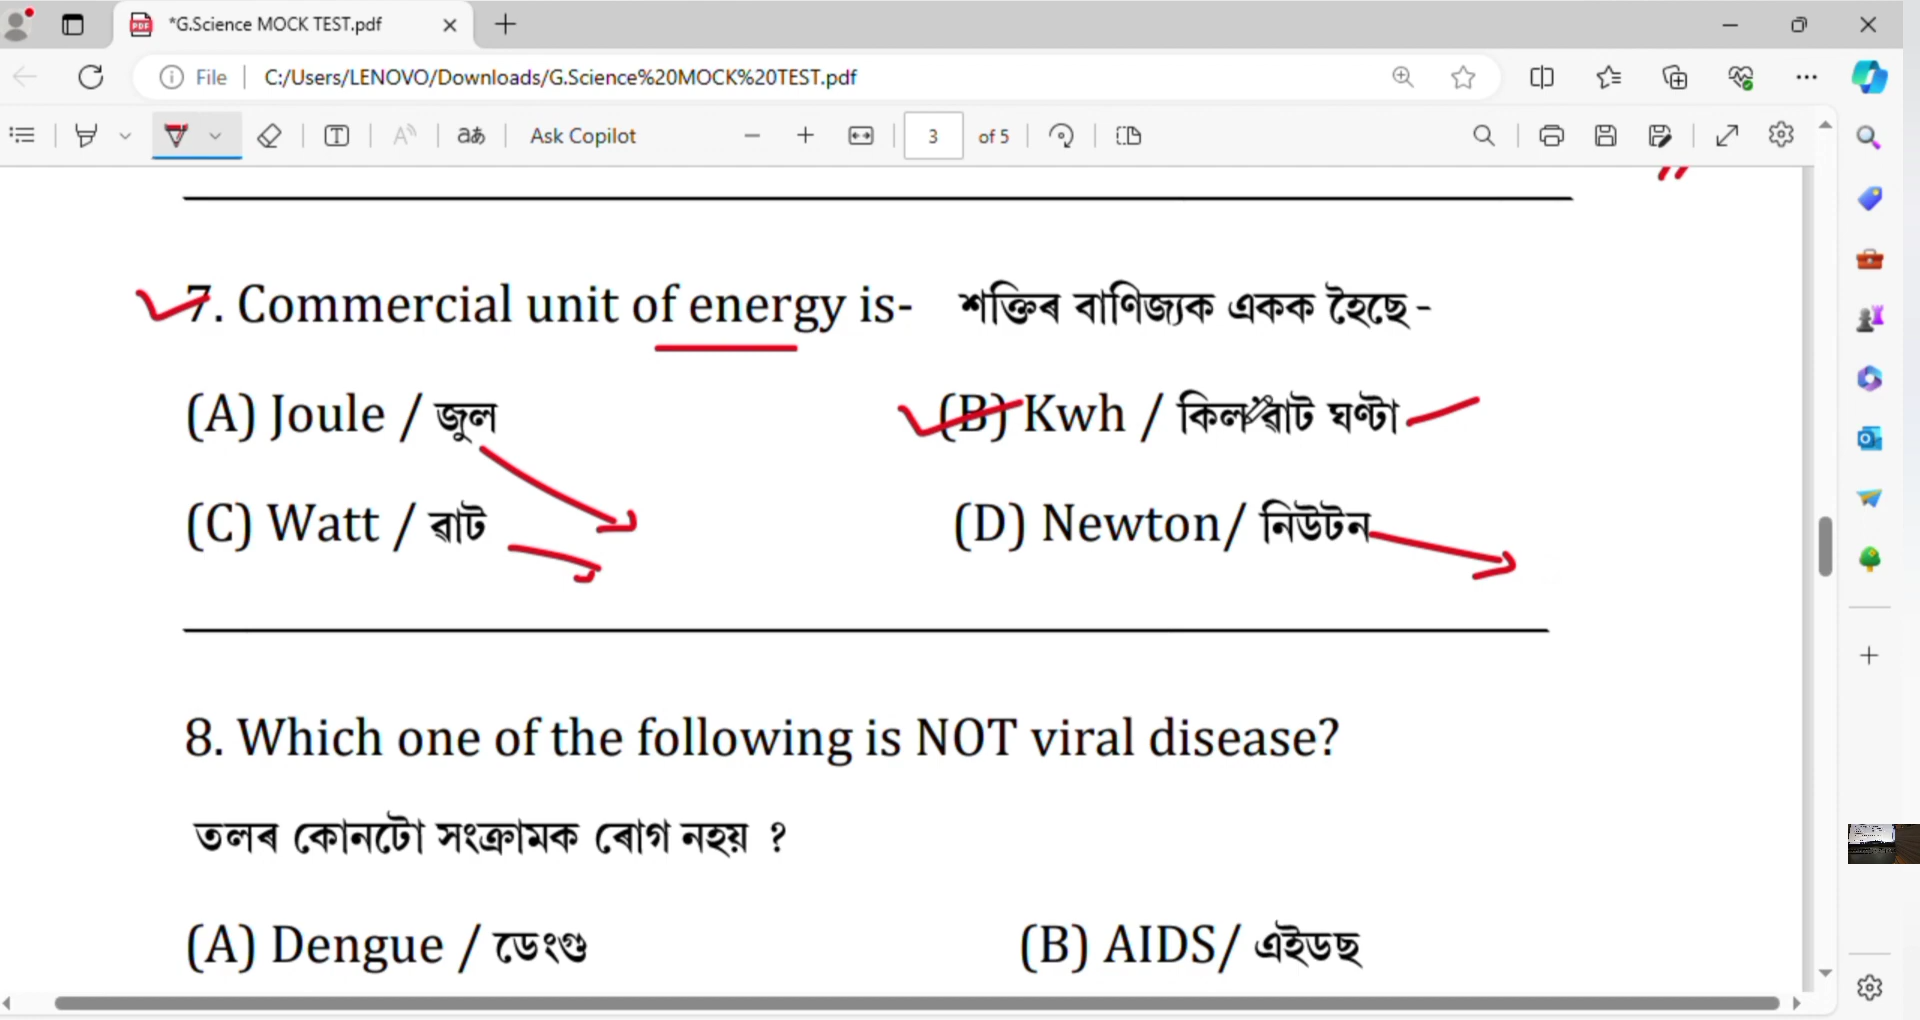 *G.Science MOCK TEST.pdf
File
C:/Users/LENOVO/Downloads/G.Science%20MOCK%20TEST.pdf
Ask Copilot
3 of 5
7. Commercial unit of energy is- শক্তিৰ বাণিজ্যক একক হৈছে -
(A) Joule / জুল (B) Kwh / কিলʼৱাট ঘণ্টা
(C) Watt / ৱাট (D) Newton/ নিউটন
8. Which one of the following is NOT viral disease?
তলৰ কোনটো সংক্ৰামক ৰোগ নহয় ?
(A) Dengue / ডেংগু (B) AIDS/ এইডছ